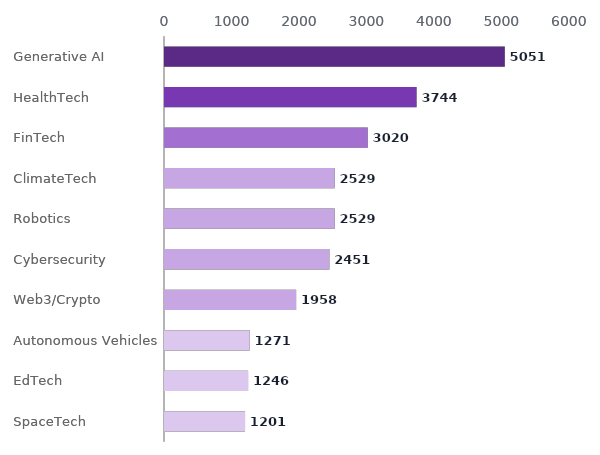 0 1000 2000 3000 4000 5000 6000
Generative AI 5051
HealthTech 3744
FinTech 3020
ClimateTech 2529
Robotics 2529
Cybersecurity 2451
Web3/Crypto 1958
Autonomous Vehicles 1271
EdTech 1246
SpaceTech 1201